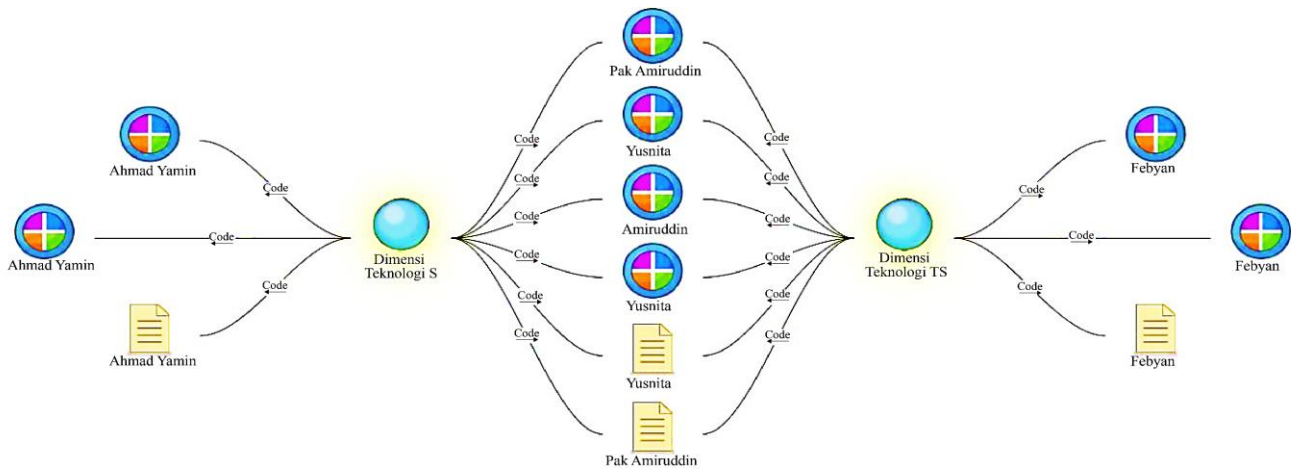 Pak Amiruddin
Code
Code
Yusnita
Code
Code
Ahmad Yamin
Febyan
Code
Code
Code
Code
Amiruddin
Code
Code
Ahmad Yamin
Code
Dimensi
Teknologi S
Code
Code
Dimensi
Teknologi TS
Code
Febyan
Yusnita
Code
Code
Code
Code
Ahmad Yamin
Febyan
Code
Code
Yusnita
Pak Amiruddin